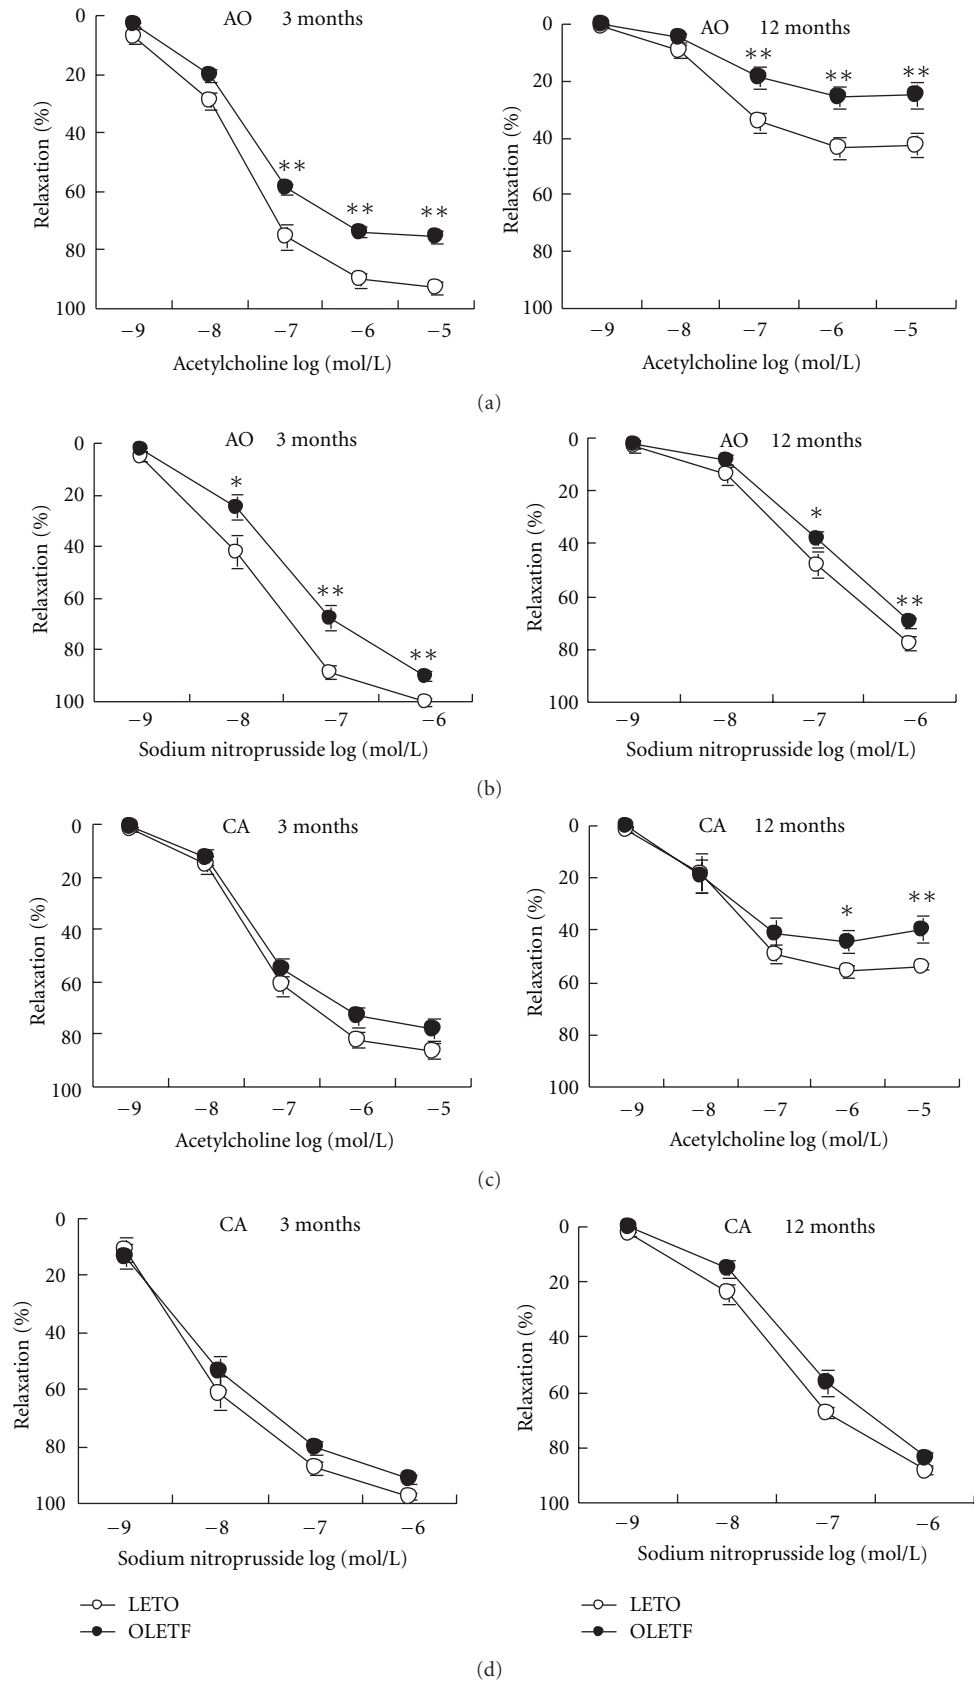 AO 3 months
0
20
40
60
80
100
Relaxation (%)
**
**
**
−9 −8 −7 −6 −5
Acetylcholine log (mol/L)
AO 12 months
0
20
40
60
80
100
Relaxation (%)
**
**
**
−9 −8 −7 −6 −5
Acetylcholine log (mol/L)
(a)
AO 3 months
0
20
40
60
80
100
Relaxation (%)
*
**
**
−9 −8 −7 −6
Sodium nitroprusside log (mol/L)
AO 12 months
0
20
40
60
80
100
Relaxation (%)
*
**
−9 −8 −7 −6
Sodium nitroprusside log (mol/L)
(b)
CA 3 months
0
20
40
60
80
100
Relaxation (%)
−9 −8 −7 −6 −5
Acetylcholine log (mol/L)
CA 12 months
0
20
40
60
80
100
Relaxation (%)
*
**
−9 −8 −7 −6 −5
Acetylcholine log (mol/L)
(c)
CA 3 months
0
20
40
60
80
100
Relaxation (%)
−9 −8 −7 −6
Sodium nitroprusside log (mol/L)
LETO
OLETF
CA 12 months
0
20
40
60
80
100
Relaxation (%)
−9 −8 −7 −6
Sodium nitroprusside log (mol/L)
LETO
OLETF
(d)